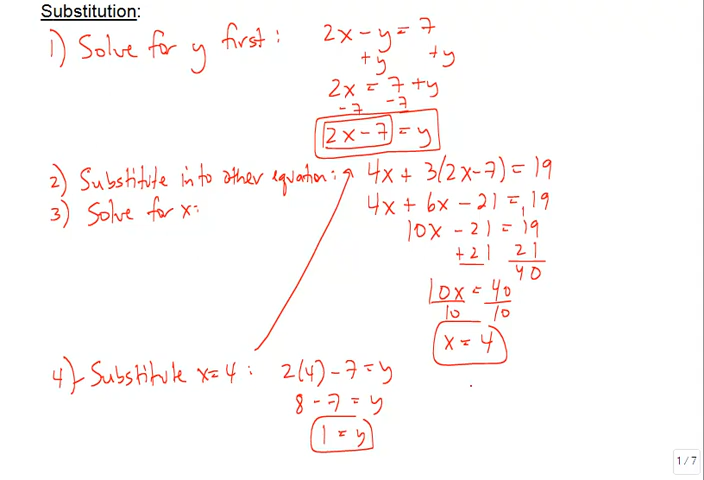 Substitution:
1) Solve for y first: 2x - y = 7
+y +y
2x = 7 + y
-7 -7
2x - 7 = y
2) Substitute into other equation: 4x + 3(2x-7) = 19
3) Solve for x: 4x + 6x - 21 = 19
10x - 21 = 19
+21 21
40
10x = 40
10 10
x = 4
4) Substitute x=4: 2(4) - 7 = y
8 - 7 = y
1 = y
1 / 7